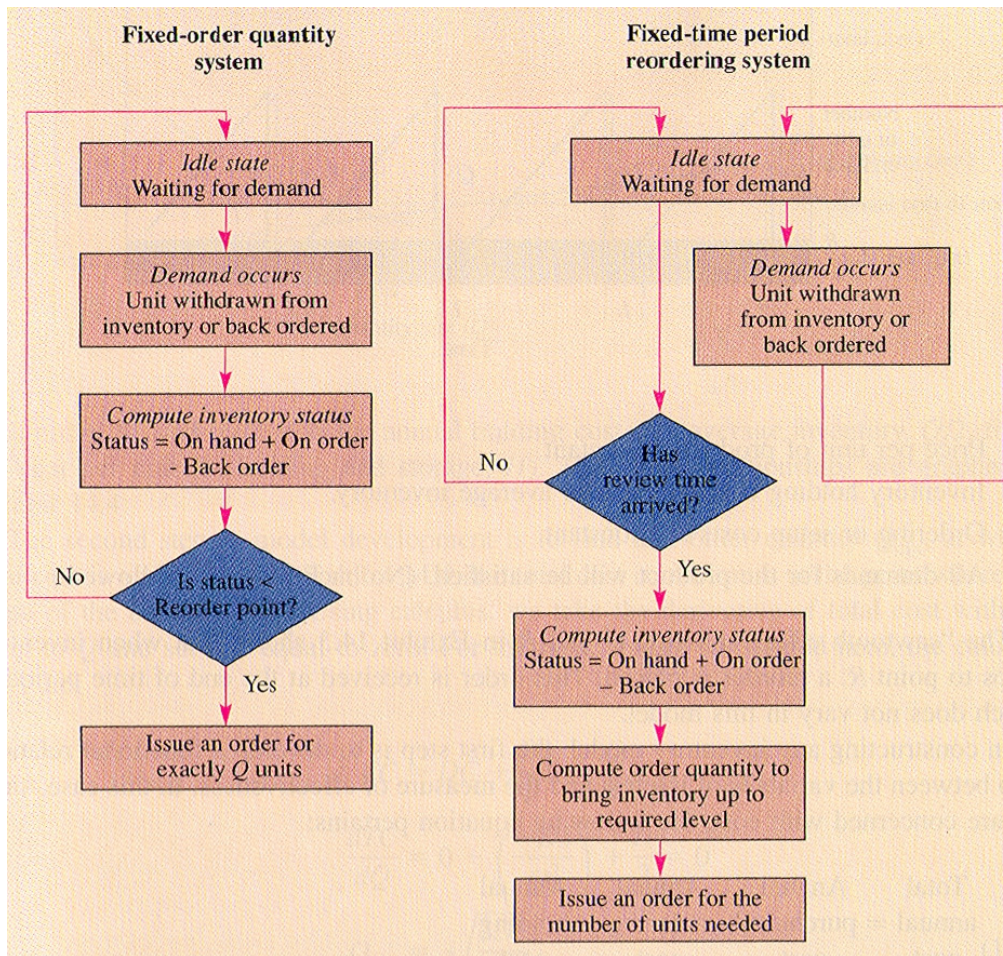 Fixed-order quantity
system
Idle state
Waiting for demand
Demand occurs
Unit withdrawn from
inventory or back ordered
Compute inventory status
Status = On hand + On order
- Back order
Is status <
Reorder point?
No
Yes
Issue an order for
exactly Q units
Fixed-time period
reordering system
Idle state
Waiting for demand
Demand occurs
Unit withdrawn
from inventory or
back ordered
Has
review time
arrived?
No
Yes
Compute inventory status
Status = On hand + On order
– Back order
Compute order quantity to
bring inventory up to
required level
Issue an order for the
number of units needed